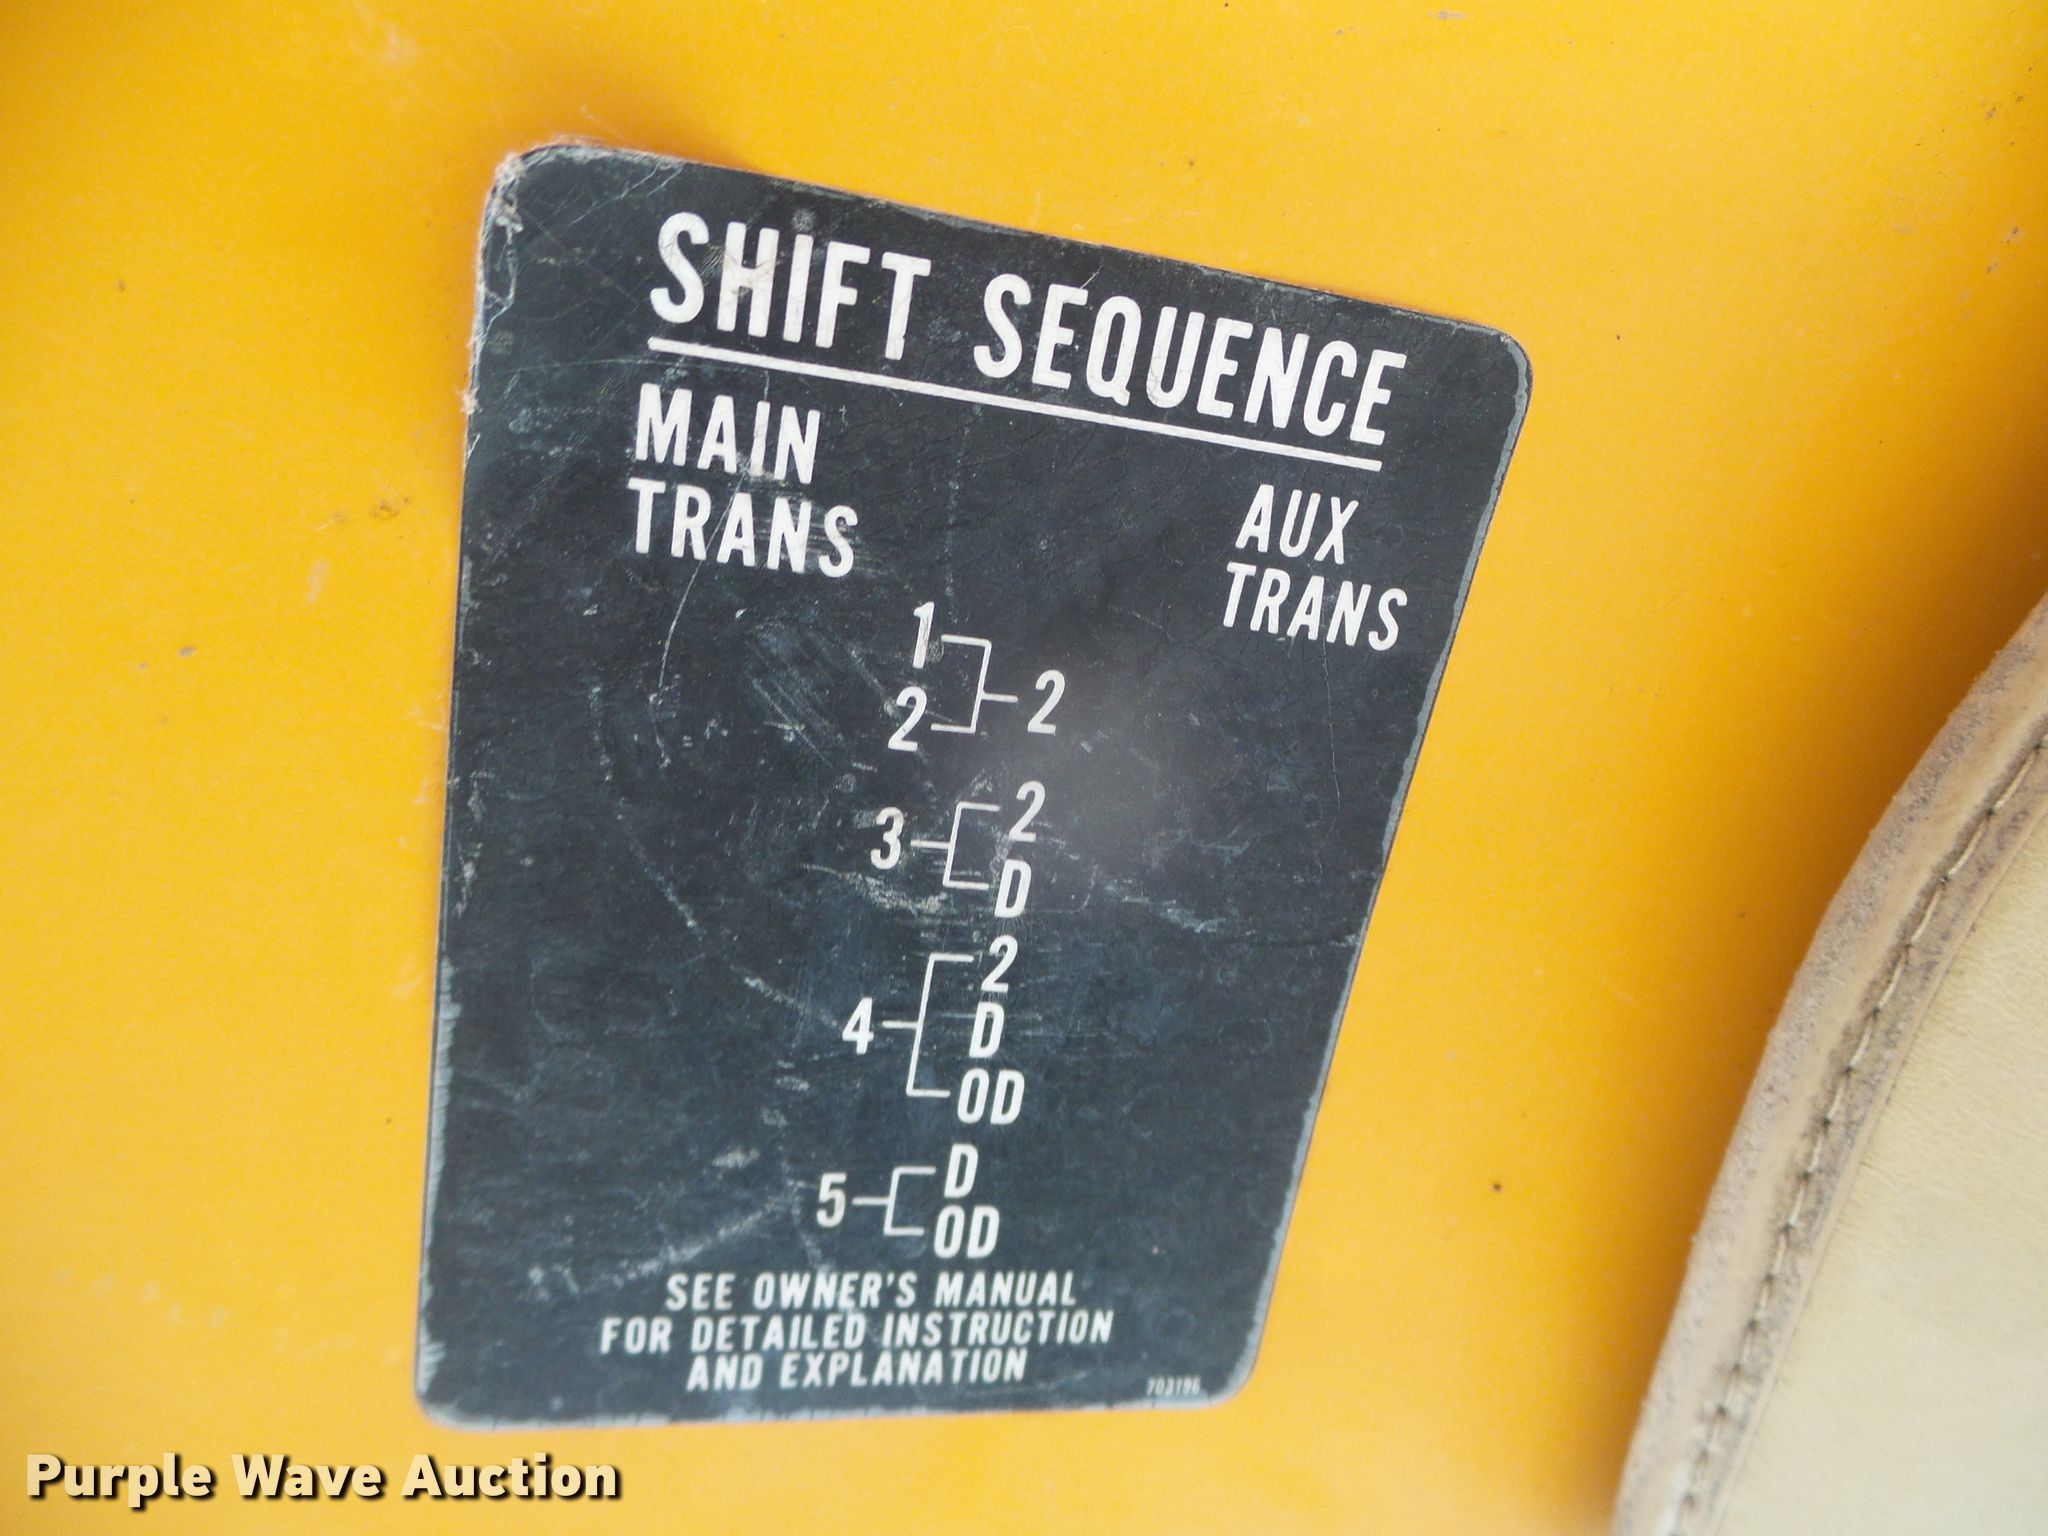 SHIFT SEQUENCE
MAIN
TRANS
AUX
TRANS
1
2
2
3
2
D
4
2
D
OD
5
D
OD
SEE OWNER'S MANUAL
FOR DETAILED INSTRUCTION
AND EXPLANATION
703196
Purple Wave Auction